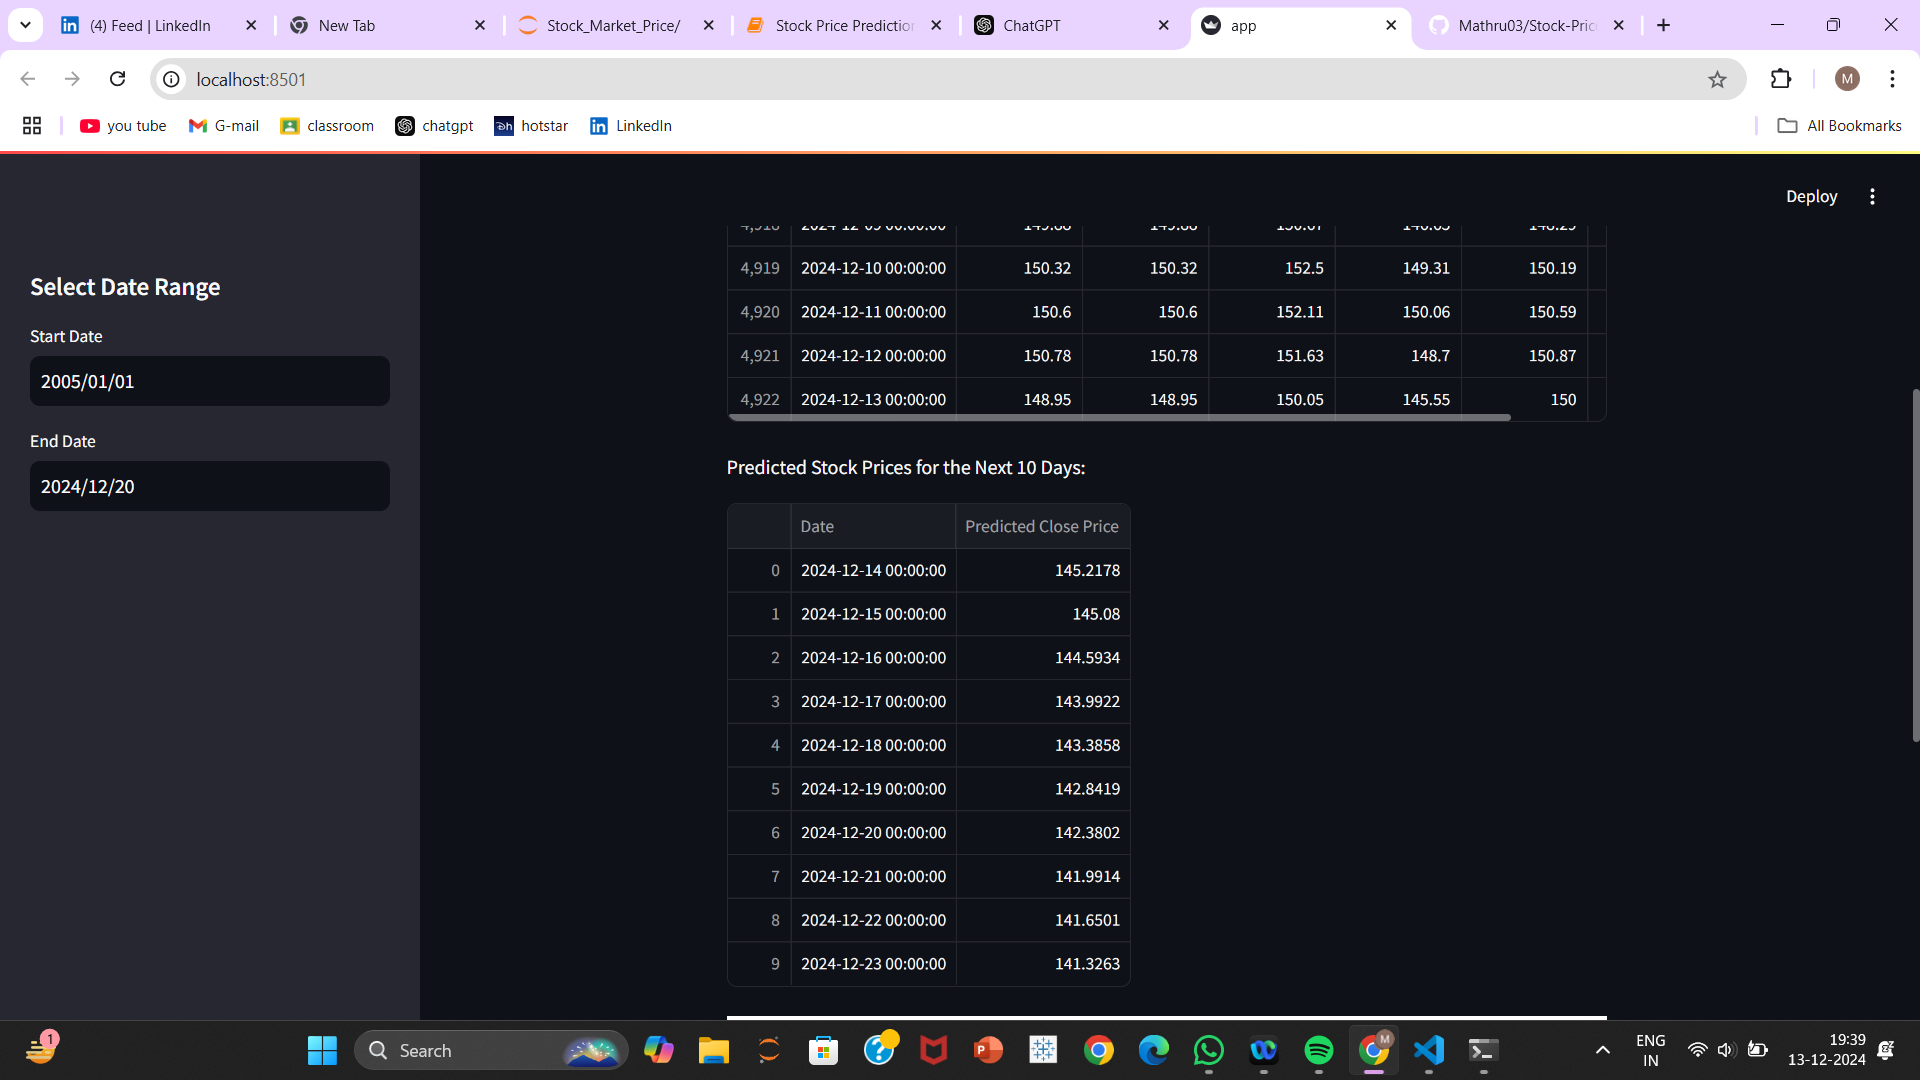 (4) Feed | LinkedIn
New Tab
Stock_Market_Price/
Stock Price Prediction
ChatGPT
app
Mathru03/Stock-Pric
localhost:8501
M
you tube
G-mail
classroom
chatgpt
hotstar
LinkedIn
All Bookmarks
Deploy
Select Date Range
Start Date
2005/01/01
End Date
2024/12/20
4,919 2024-12-10 00:00:00 150.32 150.32 152.5 149.31 150.19
4,920 2024-12-11 00:00:00 150.6 150.6 152.11 150.06 150.59
4,921 2024-12-12 00:00:00 150.78 150.78 151.63 148.7 150.87
4,922 2024-12-13 00:00:00 148.95 148.95 150.05 145.55 150
Predicted Stock Prices for the Next 10 Days:
Date Predicted Close Price
0 2024-12-14 00:00:00 145.2178
1 2024-12-15 00:00:00 145.08
2 2024-12-16 00:00:00 144.5934
3 2024-12-17 00:00:00 143.9922
4 2024-12-18 00:00:00 143.3858
5 2024-12-19 00:00:00 142.8419
6 2024-12-20 00:00:00 142.3802
7 2024-12-21 00:00:00 141.9914
8 2024-12-22 00:00:00 141.6501
9 2024-12-23 00:00:00 141.3263
1
Search
M
ENG
IN
19:39
13-12-2024